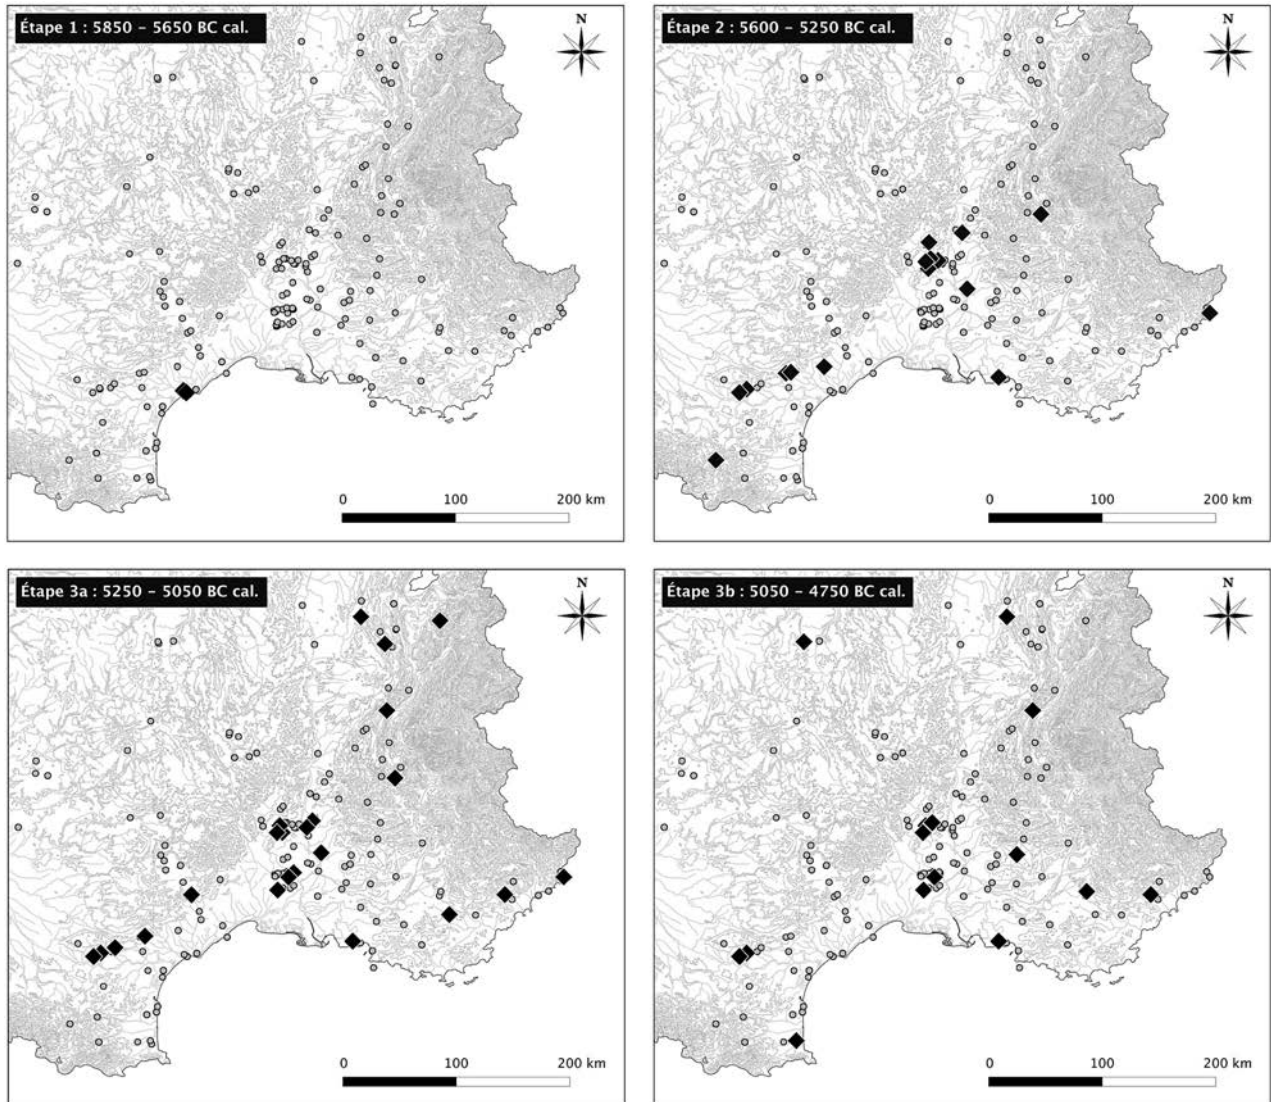 Étape 1 : 5850 – 5650 BC cal.
N
0 100 200 km
Étape 2 : 5600 – 5250 BC cal.
N
0 100 200 km
Étape 3a : 5250 – 5050 BC cal.
N
0 100 200 km
Étape 3b : 5050 – 4750 BC cal.
N
0 100 200 km